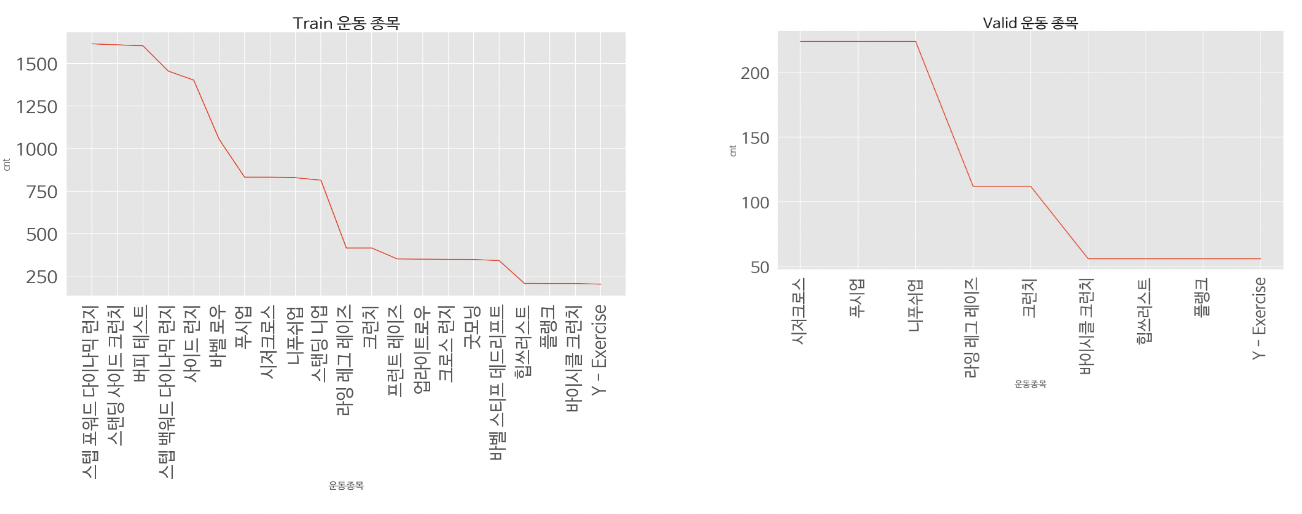 Train 운동 종목
1500
1250
1000
750
500
250
cnt
스텝 포워드 다이나믹 런지
스탠딩 사이드 크런치
버피 테스트
스텝 백워드 다이나믹 런지
사이드 런지
바벨 로우
푸시업
시저크로스
니푸쉬업
스탠딩 니업
라잉 레그 레이즈
크런치
프런트 레이즈
업라이트로우
크로스 런지
굿모닝
바벨 스티프 데드리프트
힙쓰러스트
플랭크
바이시클 크런치
Y - Exercise
운동종목
Valid 운동 종목
200
150
100
50
cnt
시저크로스
푸시업
니푸쉬업
라잉 레그 레이즈
크런치
바이시클 크런치
힙쓰러스트
플랭크
Y - Exercise
운동종목